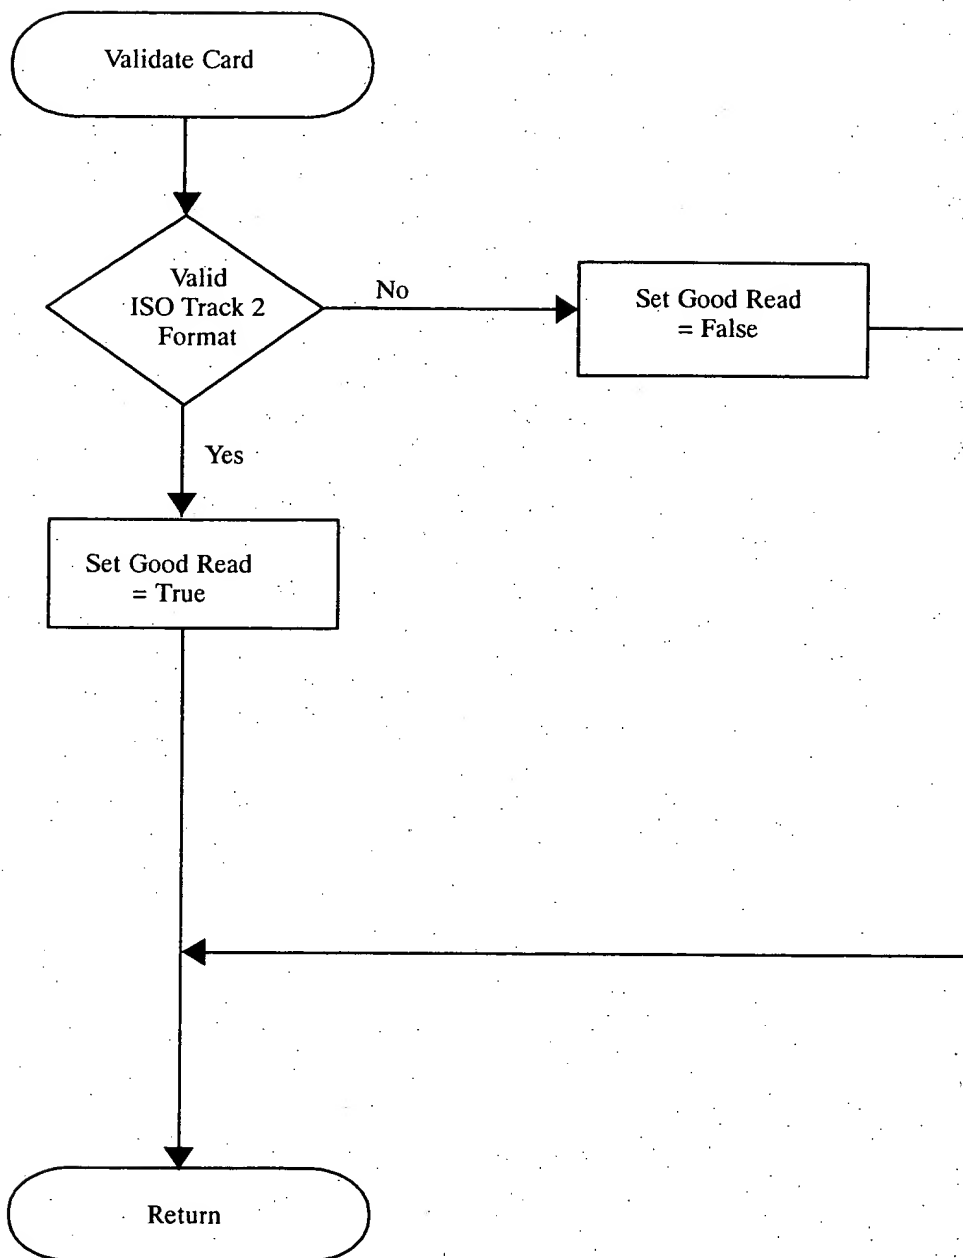 Validate Card
Valid
ISO Track 2
Format
No
Set Good Read
= False
Yes
Set Good Read
= True
Return